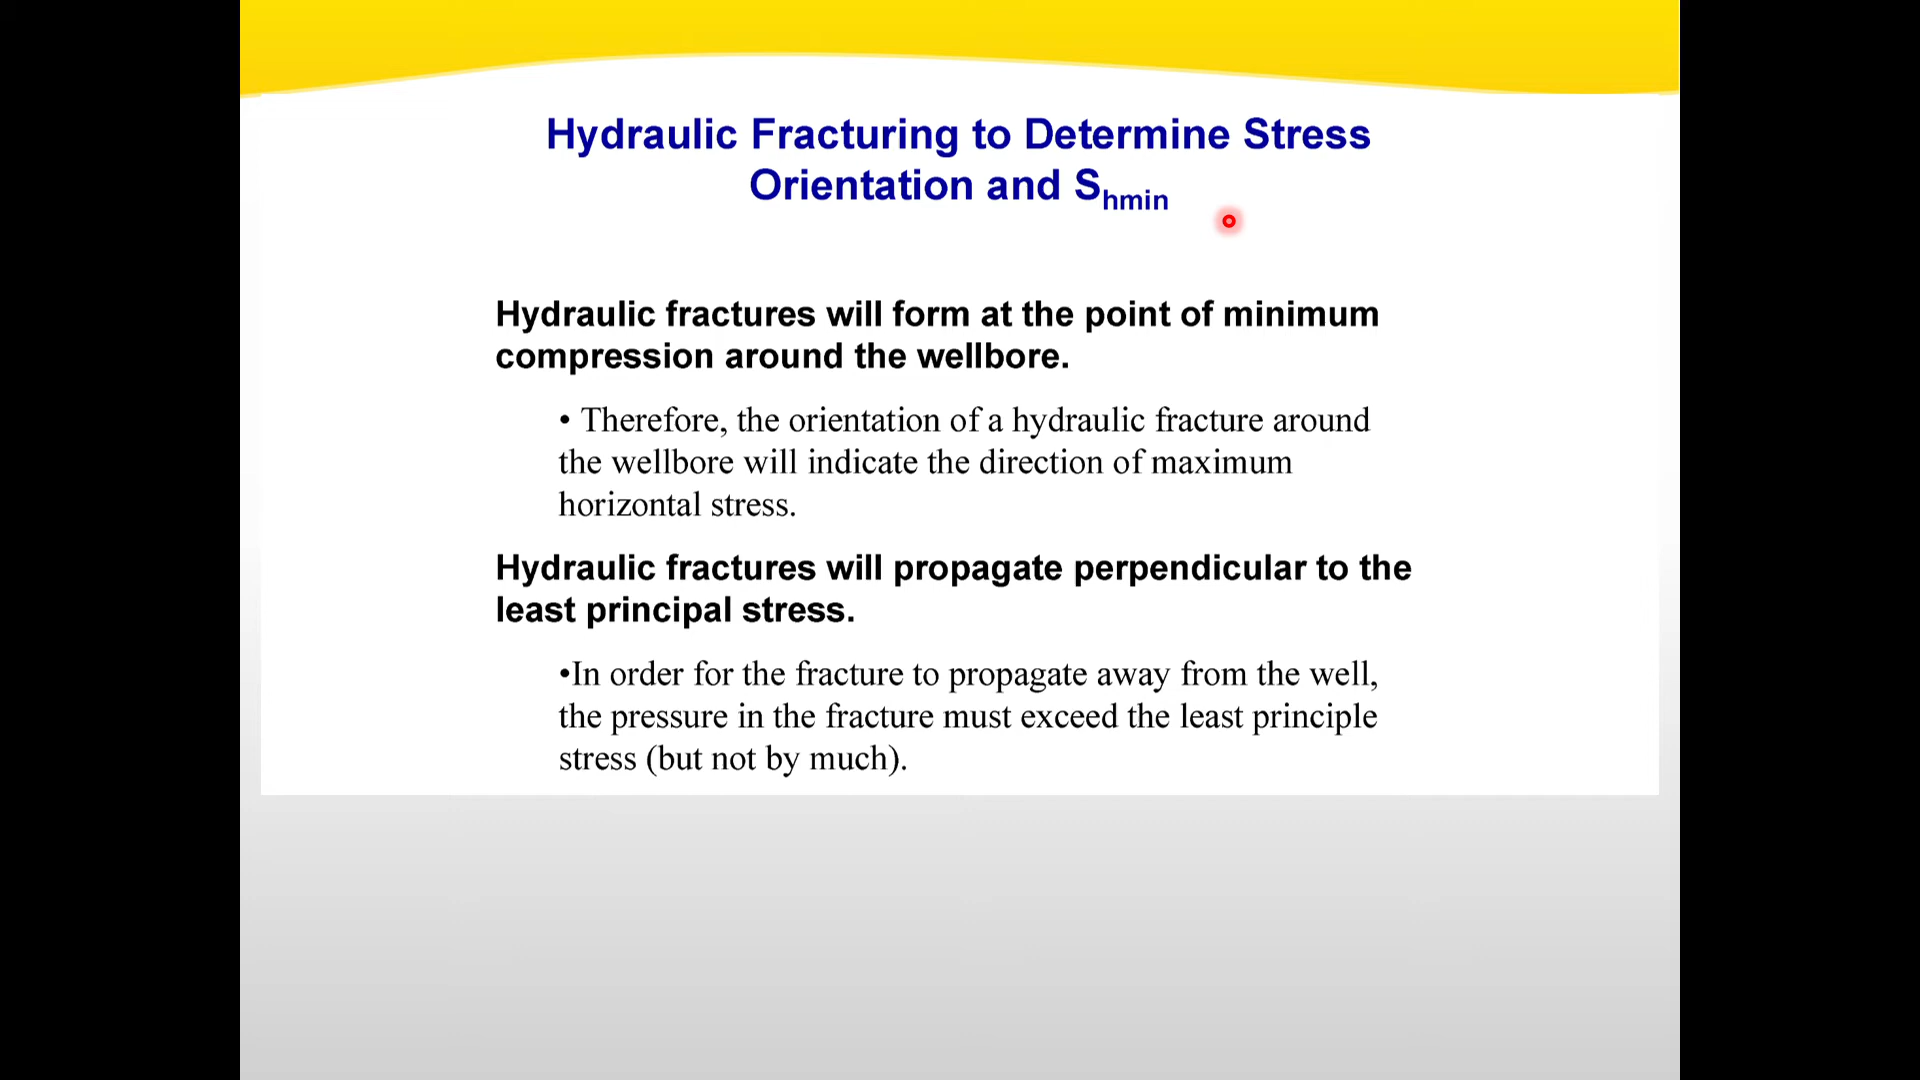 Hydraulic Fracturing to Determine Stress
Orientation and Shmin
Hydraulic fractures will form at the point of minimum
compression around the wellbore.
• Therefore, the orientation of a hydraulic fracture around
the wellbore will indicate the direction of maximum
horizontal stress.
Hydraulic fractures will propagate perpendicular to the
least principal stress.
•In order for the fracture to propagate away from the well,
the pressure in the fracture must exceed the least principle
stress (but not by much).